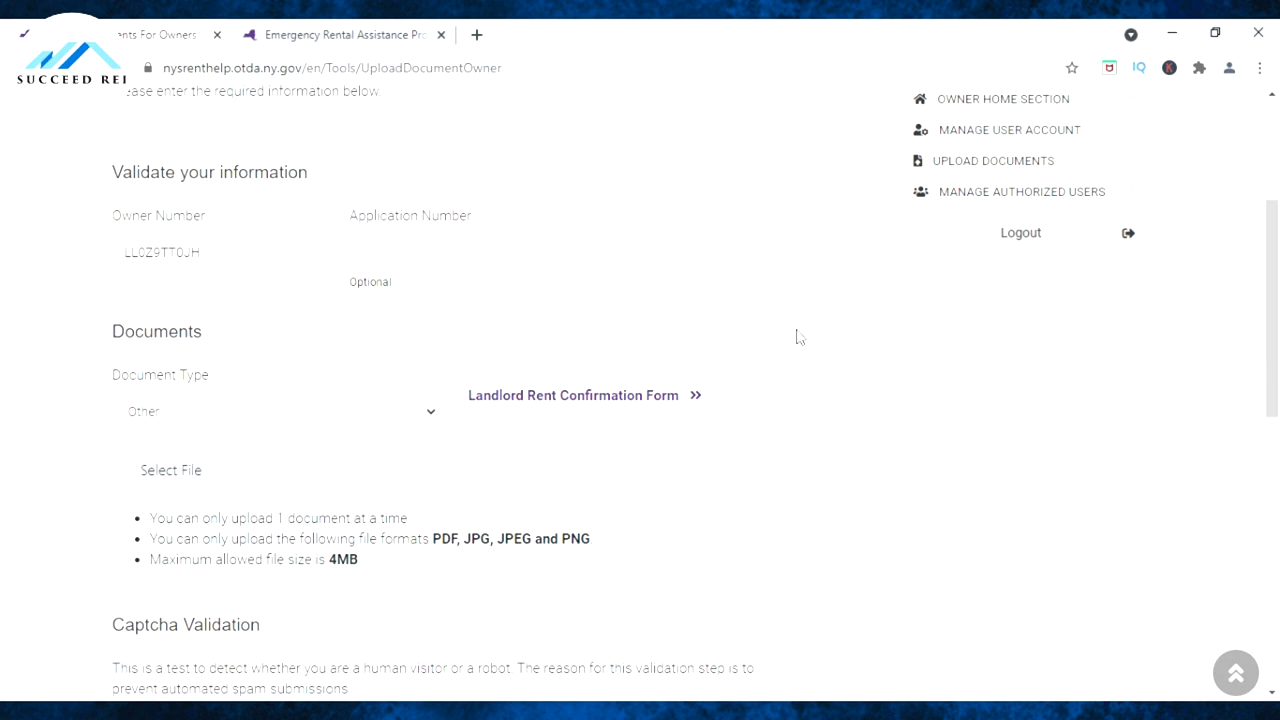 ents For Owners
Emergency Rental Assistance Pro
SUCCEED REI
nysrenthelp.otda.ny.gov/en/Tools/UploadDocumentOwner
IQ
K
ease enter the required information below.
OWNER HOME SECTION
MANAGE USER ACCOUNT
UPLOAD DOCUMENTS
MANAGE AUTHORIZED USERS
Logout
Validate your information
Owner Number
Application Number
LL0Z9TT0JH
Optional
Documents
Document Type
Other
Landlord Rent Confirmation Form
Select File
• You can only upload 1 document at a time
• You can only upload the following file formats PDF, JPG, JPEG and PNG
• Maximum allowed file size is 4MB
Captcha Validation
This is a test to detect whether you are a human visitor or a robot. The reason for this validation step is to
prevent automated spam submissions